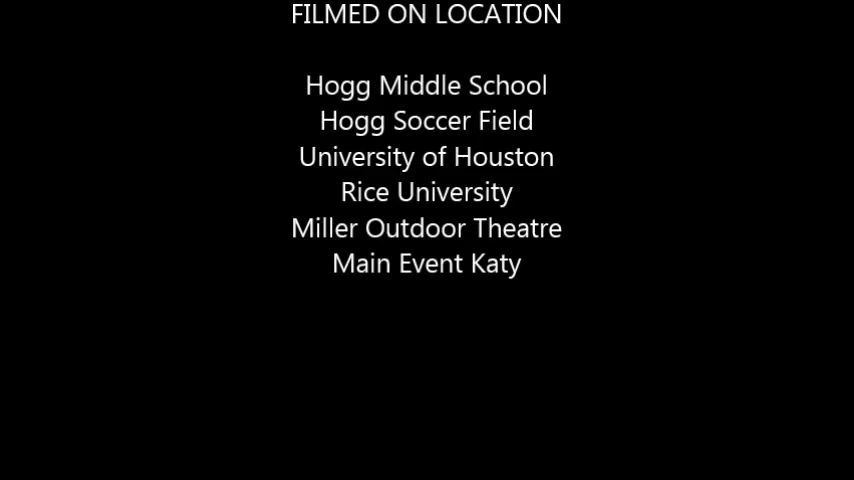 FILMED ON LOCATION
Hogg Middle School
Hogg Soccer Field
University of Houston
Rice University
Miller Outdoor Theatre
Main Event Katy